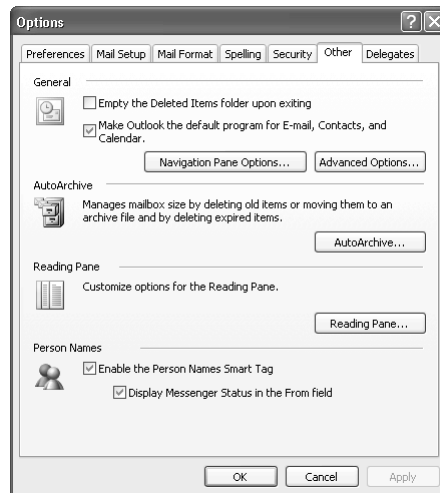 Options
Preferences Mail Setup Mail Format Spelling Security Other Delegates
General
Empty the Deleted Items folder upon exiting
Make Outlook the default program for E-mail, Contacts, and
Calendar.
Navigation Pane Options... Advanced Options...
AutoArchive
Manages mailbox size by deleting old items or moving them to an
archive file and by deleting expired items.
AutoArchive...
Reading Pane
Customize options for the Reading Pane.
Reading Pane...
Person Names
Enable the Person Names Smart Tag
Display Messenger Status in the From field
OK Cancel Apply